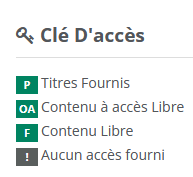 Clé D'accès
P Titres Fournis
OA Contenu à accès Libre
F Contenu Libre
! Aucun accès fourni